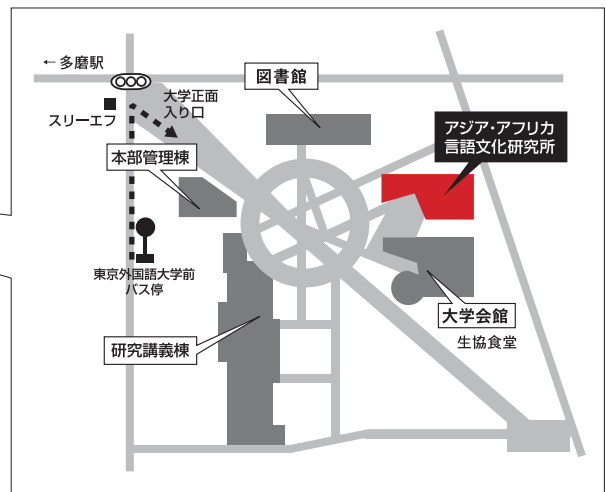 ← 多磨駅
スリーエフ
大学正面
入り口
図書館
アジア・アフリカ
言語文化研究所
本部管理棟
東京外国語大学前
バス停
研究講義棟
大学会館
生協食堂